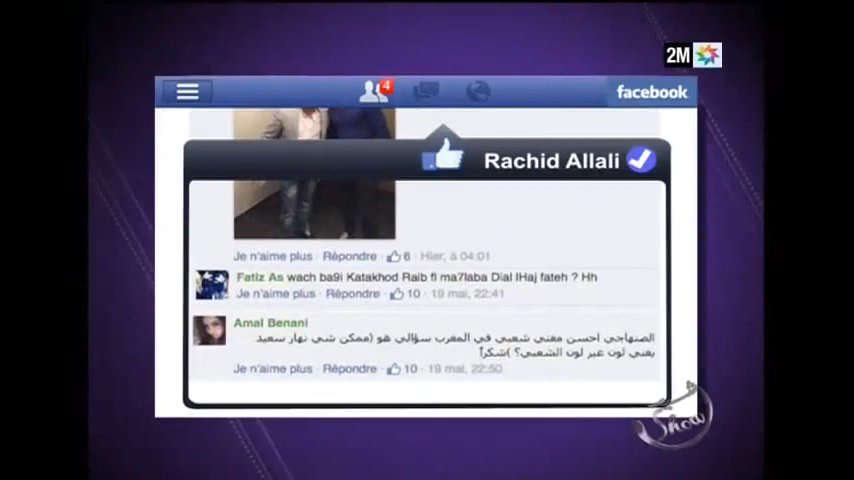 2M
4
facebook
Rachid Allali
Je n'aime plus · Répondre · 6 · Hier, à 04:01
Fatiz As wach ba9i Katakhod Raib fl ma7laba Dial lHaj fateh ? Hh
Je n'aime plus · Répondre · 10 · 19 mai, 22:41
Amal Benani
الصنهاجي احسن مغني شعبي في المغرب سؤالي هو (ممكن شي نهار سعيد
يغني لون غير لون الشعبي؟ )شكراً
Je n'aime plus · Répondre · 10 · 19 mai, 22:50
Show